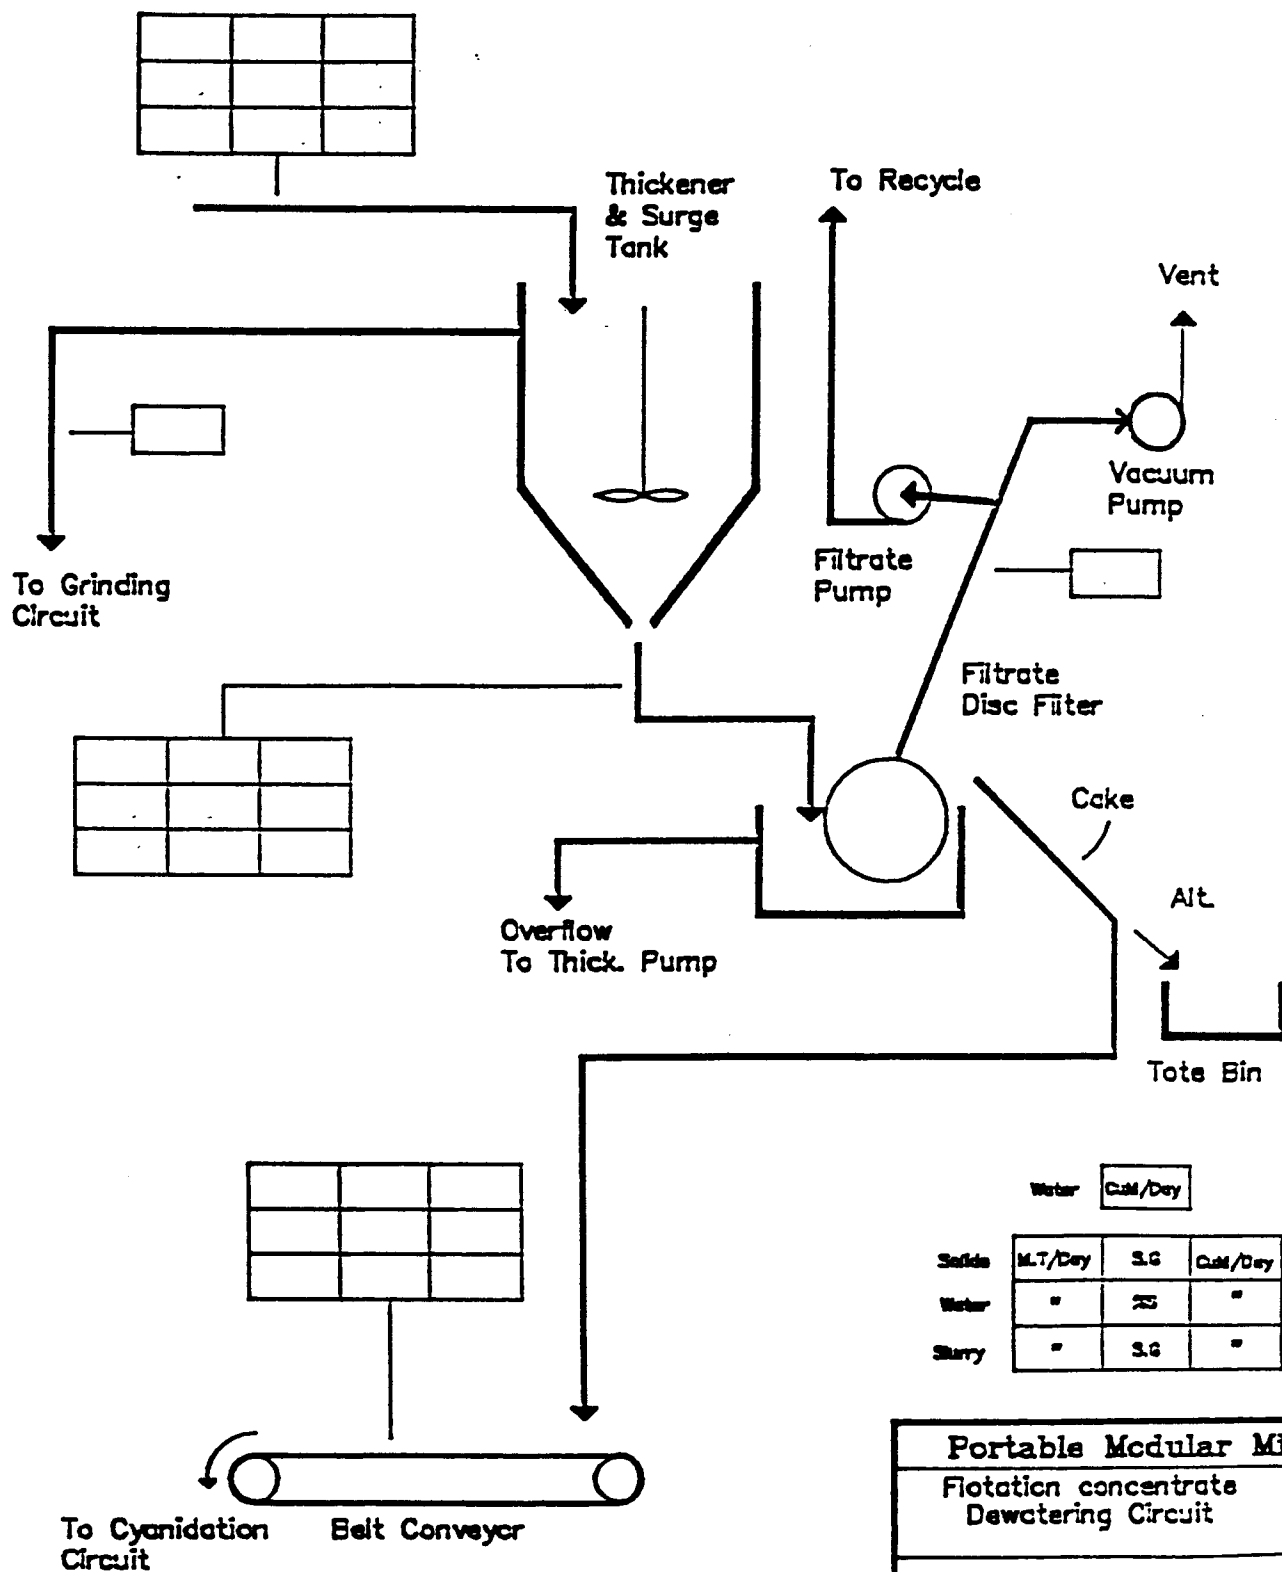 Thickener
& Surge
Tank
To Recycle
Vent
Vacuum
Pump
Filtrate
Pump
To Grinding
Circuit
Filtrate
Disc Filter
Cake
Alt.
Overflow
To Thick. Pump
Tote Bin
Water CuM/Day
Solids M.T/Day S.G CuM/Day
Water " "
Slurry " S.G "
Portable Modular Mi
Flotation concentrate
Dewatering Circuit
To Cyanidation
Circuit
Belt Conveyor